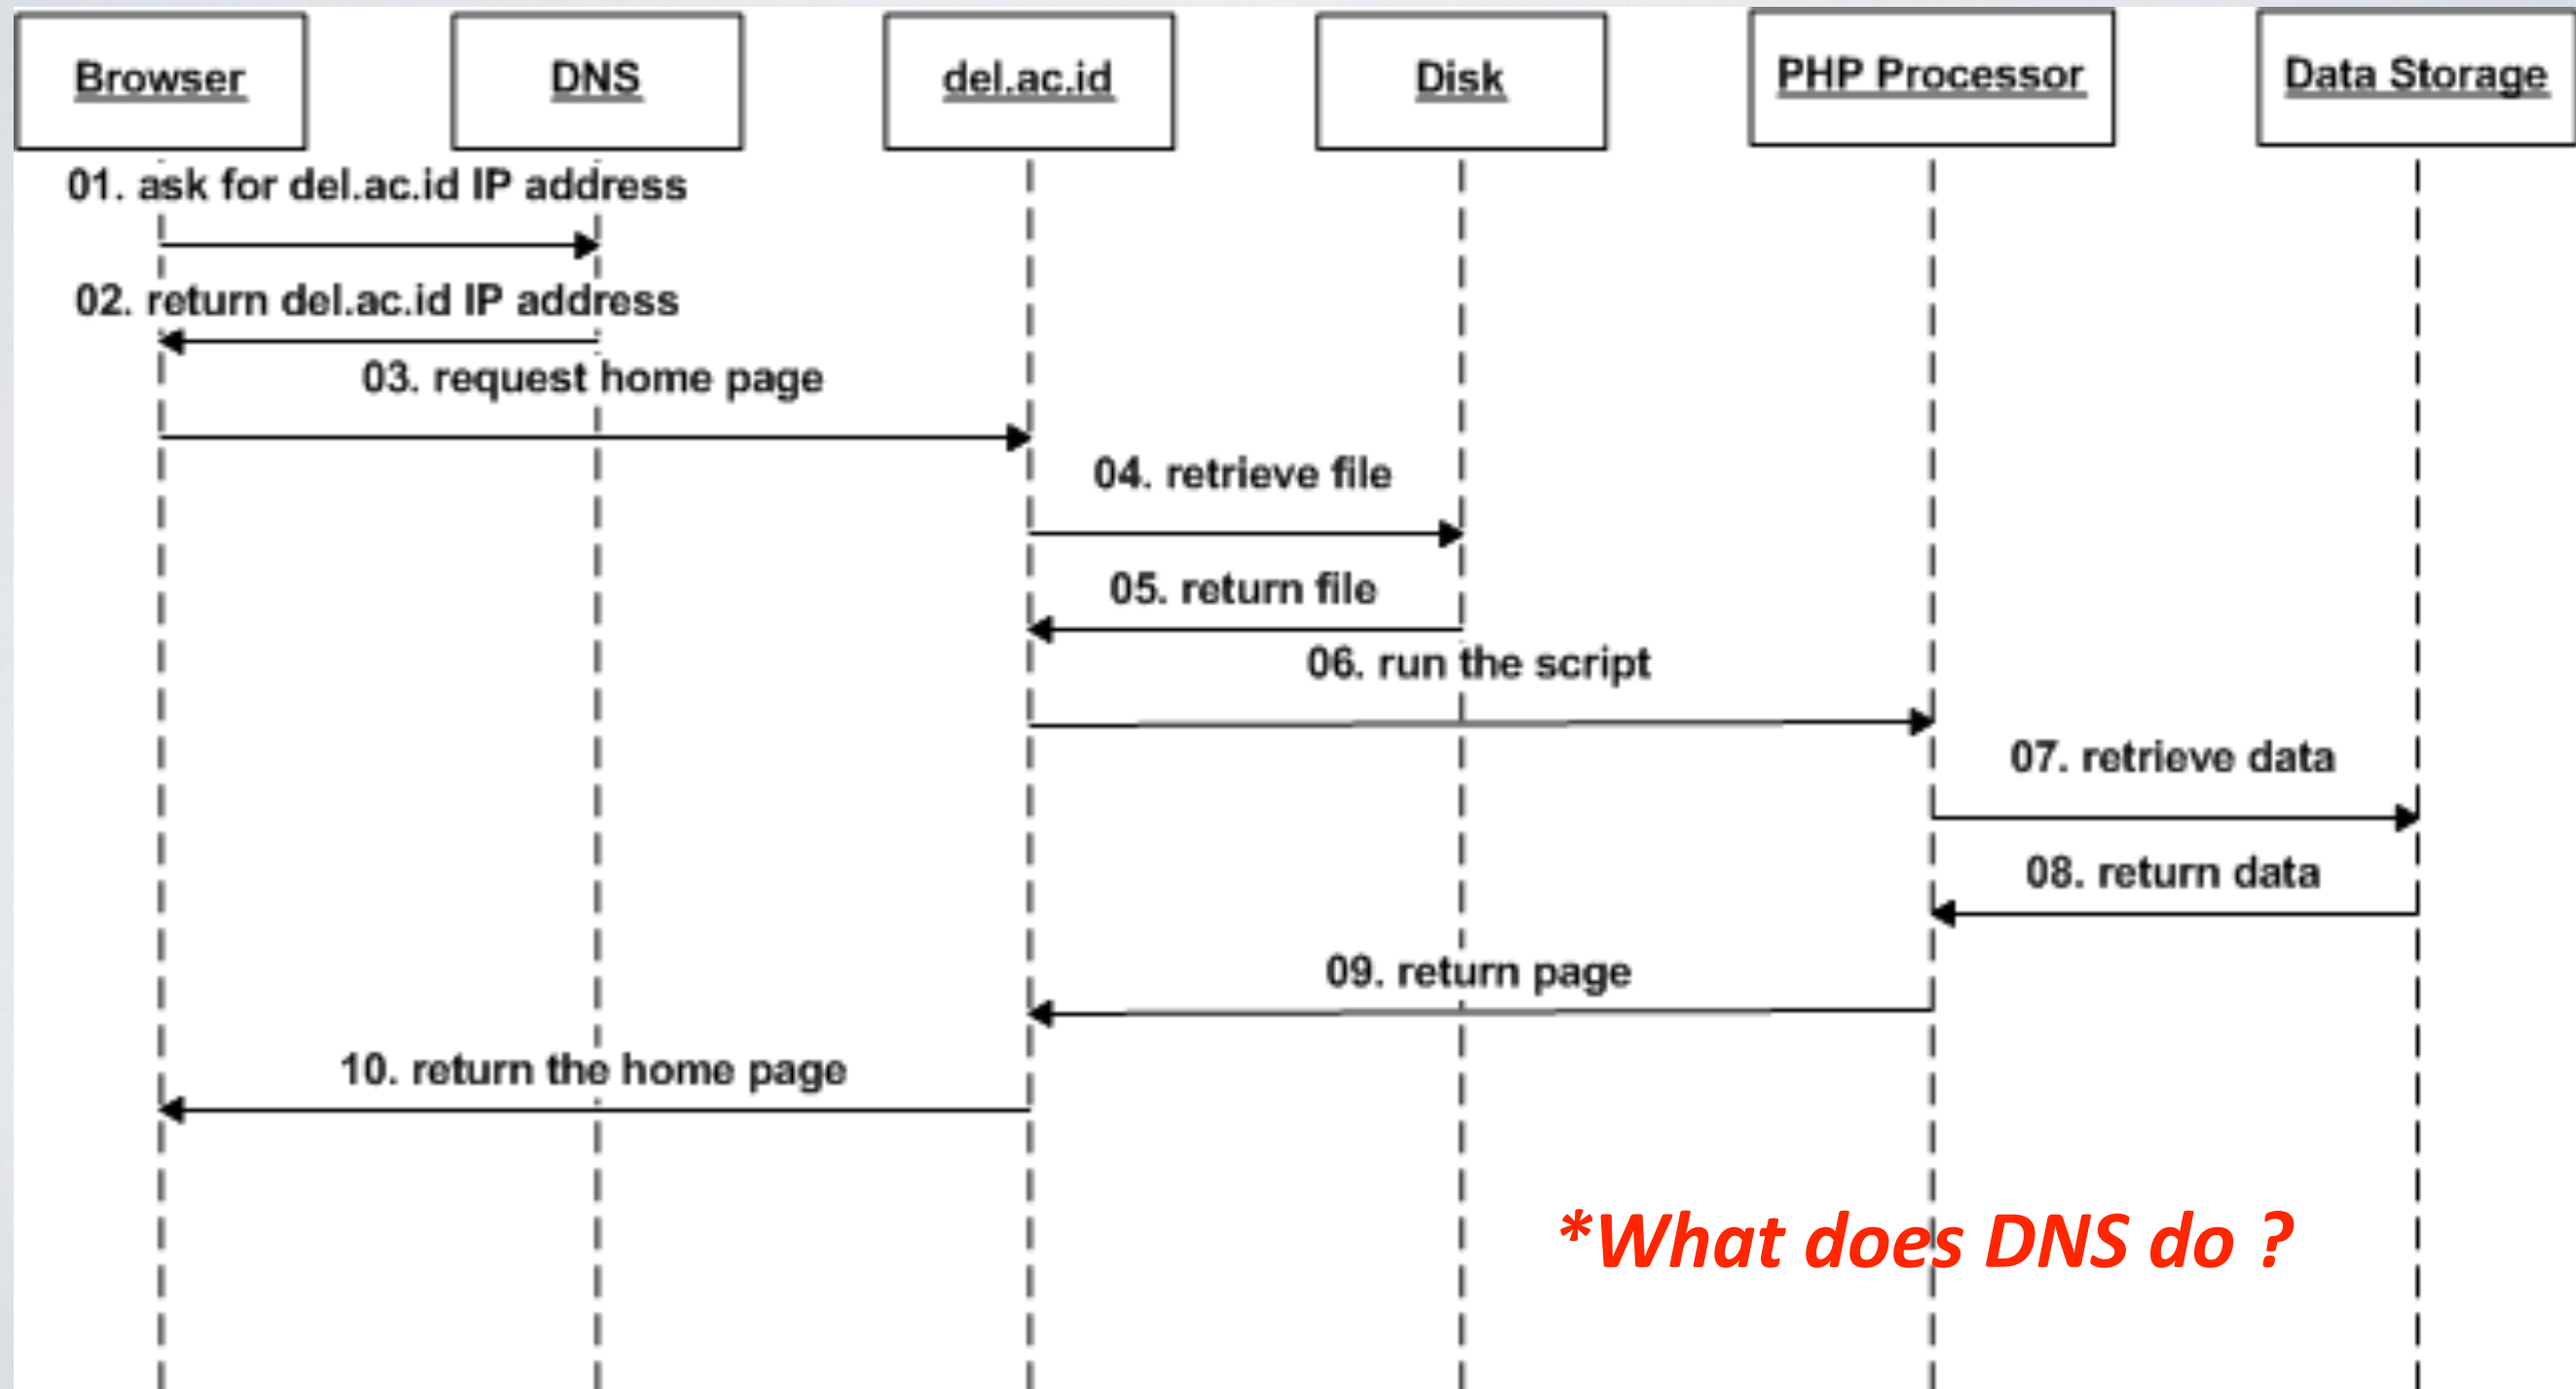 Browser
DNS
del.ac.id
Disk
PHP Processor
Data Storage
01. ask for del.ac.id IP address
02. return del.ac.id IP address
03. request home page
04. retrieve file
05. return file
06. run the script
07. retrieve data
08. return data
09. return page
10. return the home page
*What does DNS do ?